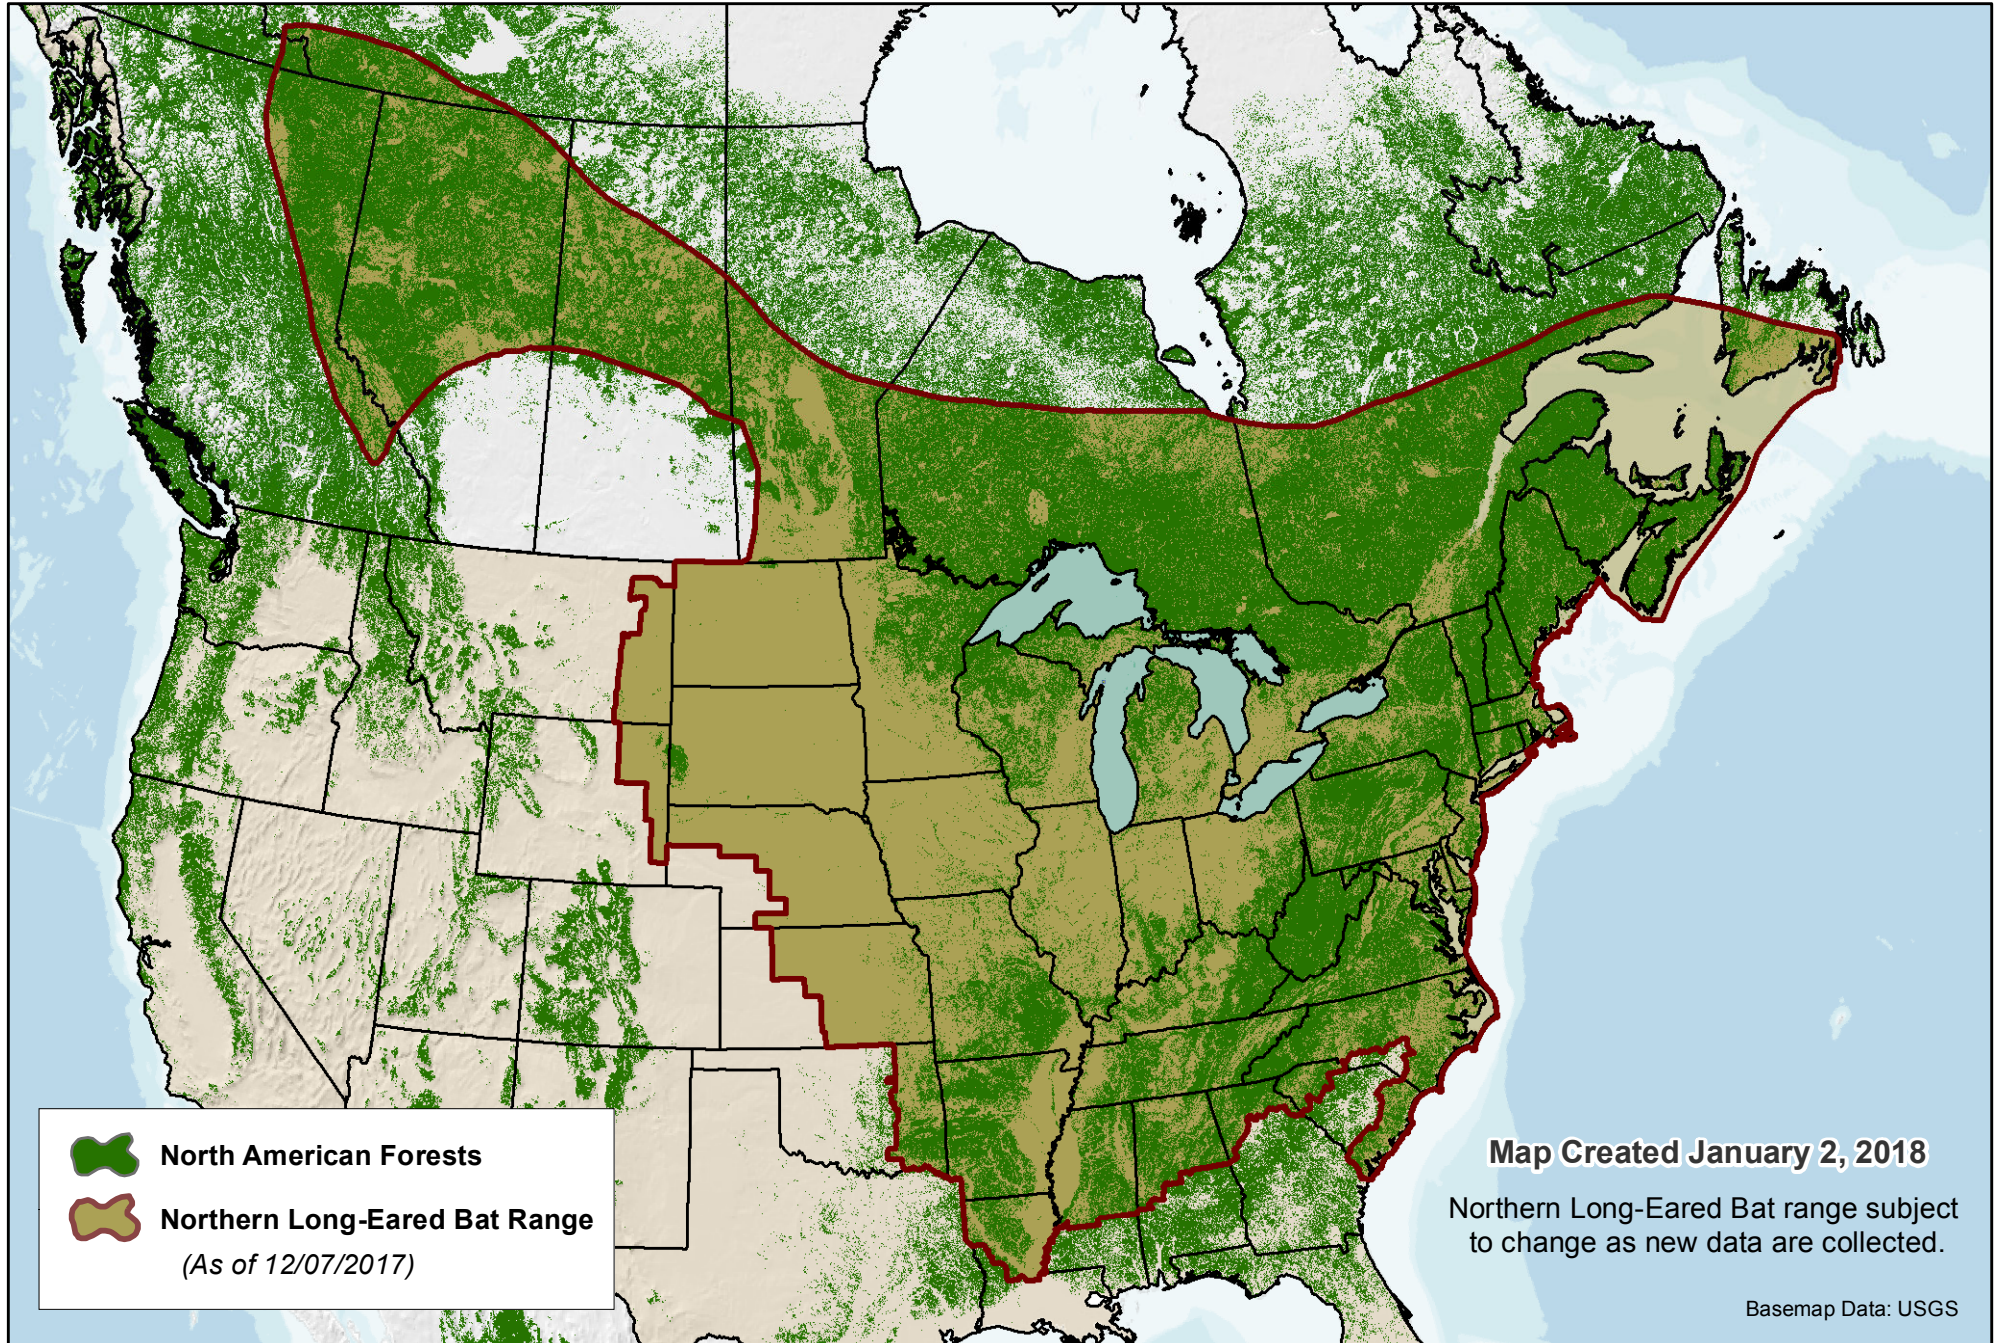 North American Forests
Northern Long-Eared Bat Range
(As of 12/07/2017)
Map Created January 2, 2018
Northern Long-Eared Bat range subject
to change as new data are collected.
Basemap Data: USGS